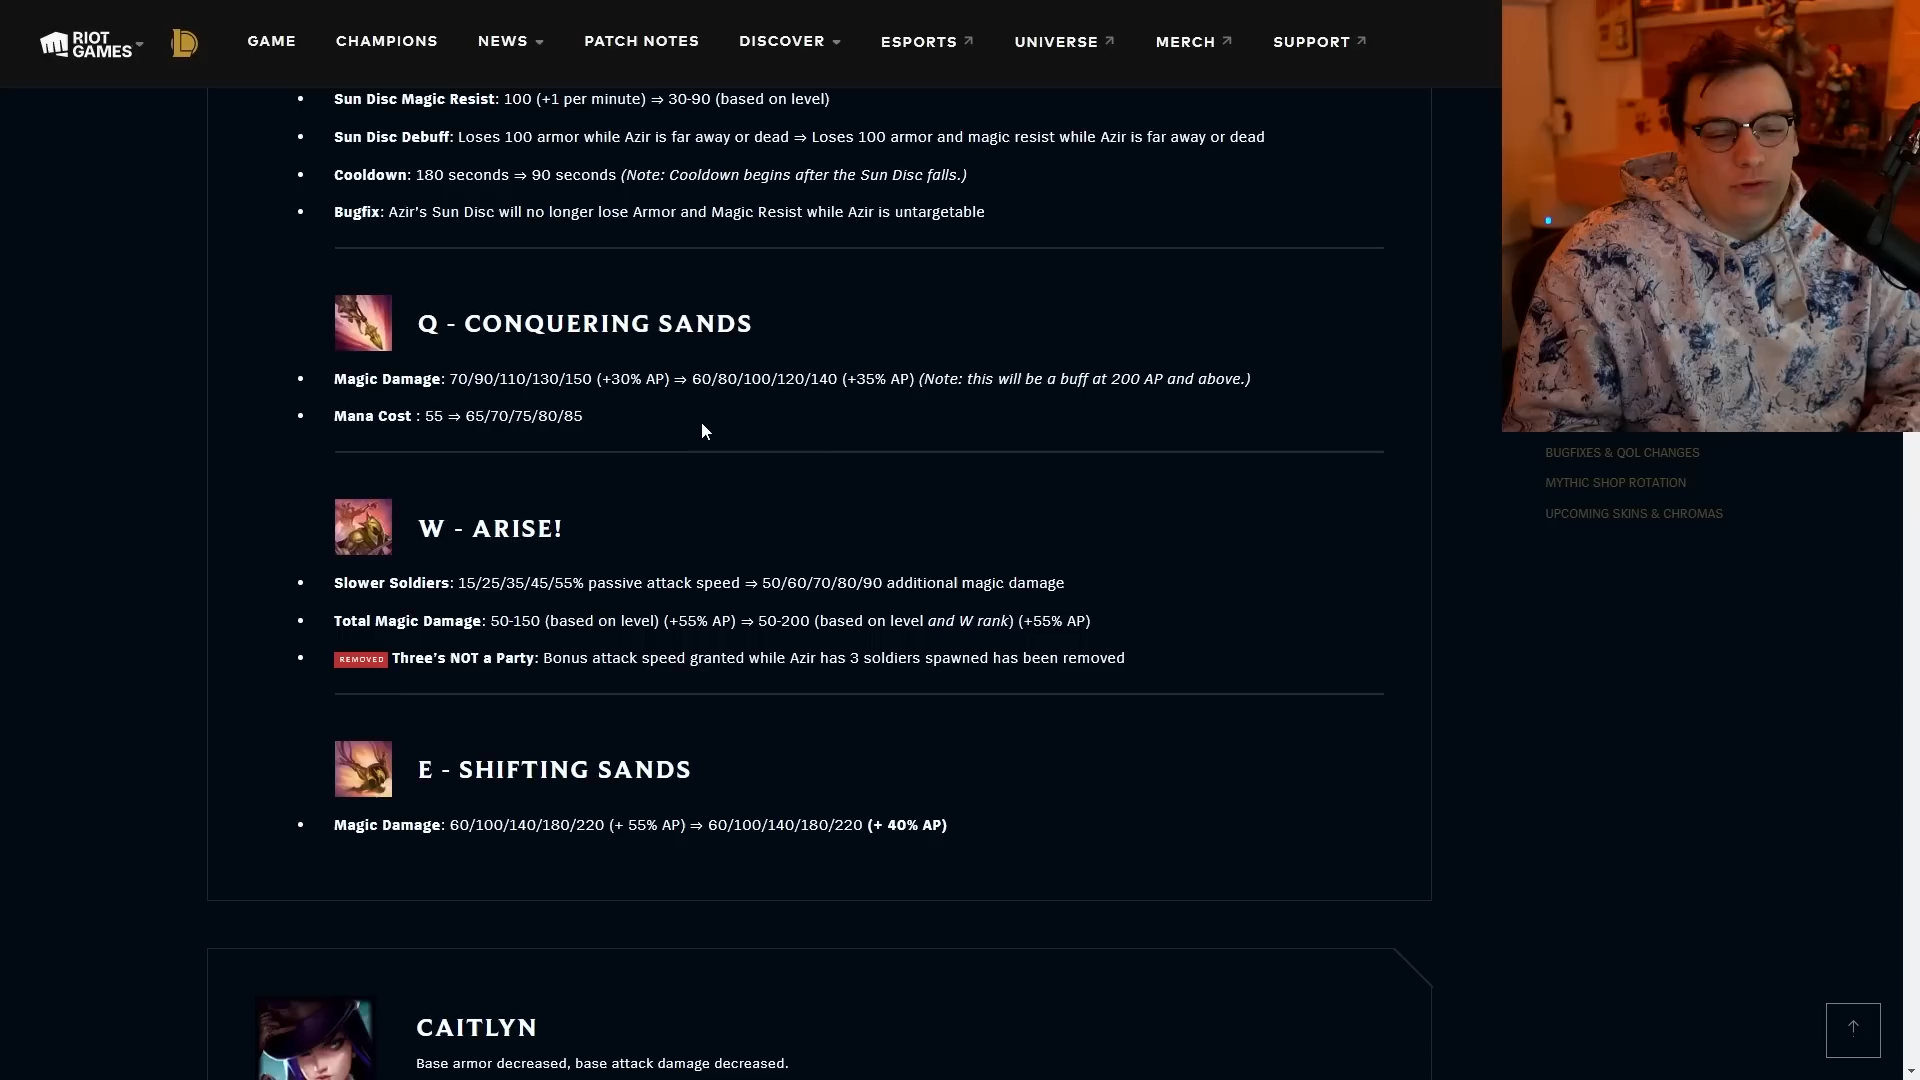 RIOT GAMES
GAME CHAMPIONS NEWS PATCH NOTES DISCOVER ESPORTS UNIVERSE MERCH SUPPORT
Sun Disc Magic Resist: 100 (+1 per minute) ⇒ 30-90 (based on level)
Sun Disc Debuff: Loses 100 armor while Azir is far away or dead ⇒ Loses 100 armor and magic resist while Azir is far away or dead
Cooldown: 180 seconds ⇒ 90 seconds (Note: Cooldown begins after the Sun Disc falls.)
Bugfix: Azir's Sun Disc will no longer lose Armor and Magic Resist while Azir is untargetable
Q - CONQUERING SANDS
Magic Damage: 70/90/110/130/150 (+30% AP) ⇒ 60/80/100/120/140 (+35% AP) (Note: this will be a buff at 200 AP and above.)
Mana Cost : 55 ⇒ 65/70/75/80/85
W - ARISE!
Slower Soldiers: 15/25/35/45/55% passive attack speed ⇒ 50/60/70/80/90 additional magic damage
Total Magic Damage: 50-150 (based on level) (+55% AP) ⇒ 50-200 (based on level and W rank) (+55% AP)
REMOVED Three's NOT a Party: Bonus attack speed granted while Azir has 3 soldiers spawned has been removed
E - SHIFTING SANDS
Magic Damage: 60/100/140/180/220 (+ 55% AP) ⇒ 60/100/140/180/220 (+ 40% AP)
CAITLYN
Base armor decreased, base attack damage decreased.
BUGFIXES & QOL CHANGES
MYTHIC SHOP ROTATION
UPCOMING SKINS & CHROMAS